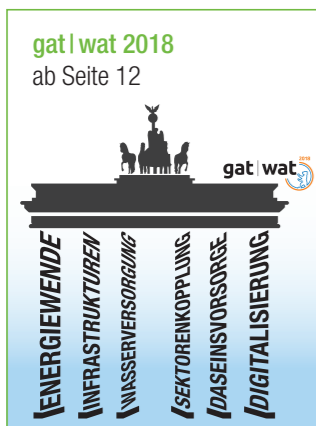 gat|wat 2018
ab Seite 12
gat|wat 2018
ENERGIEWENDE
INFRASTRUKTUREN
WASSERVERSORGUNG
SEKTORENKOPPLUNG
DASEINSVORSORGE
DIGITALISIERUNG